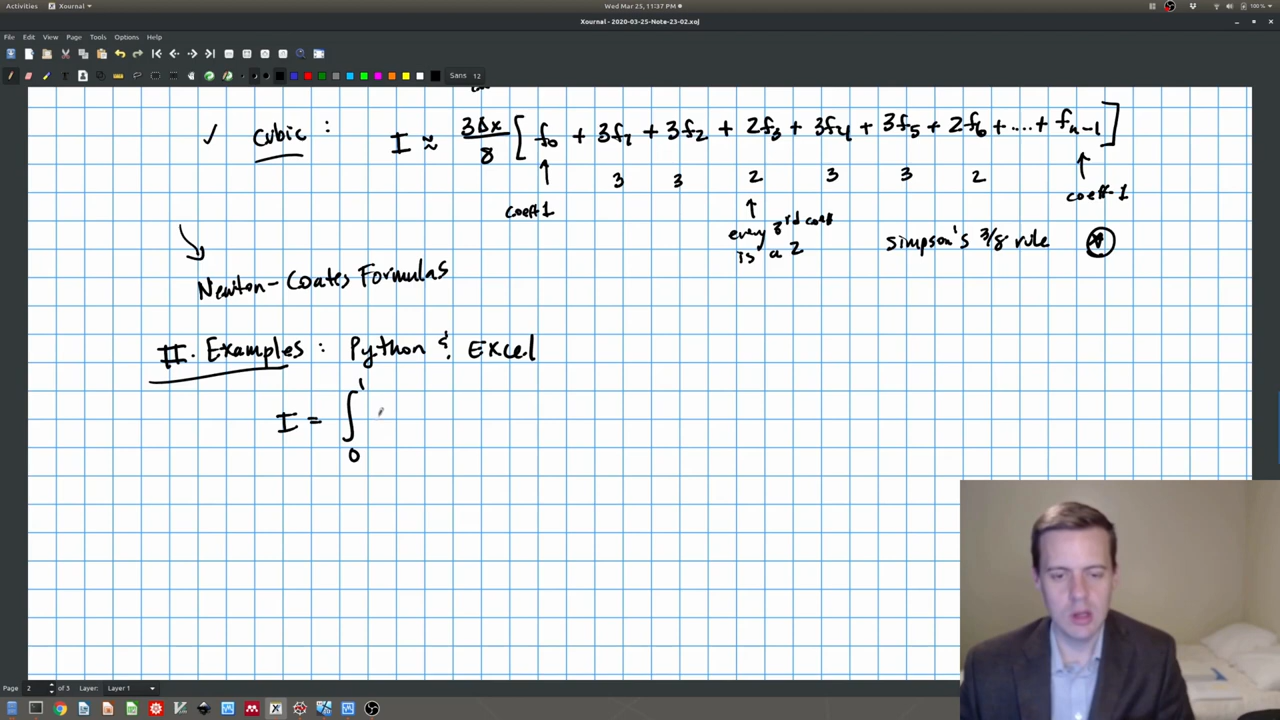 Activities Xournal Wed Mar 25, 11:37 PM 100 %
Xournal - 2020-03-25-Note-23-02.xoj
File Edit View Page Tools Options Help
Sans 12
✓ Cubic : I ≈ 3Δx/8 [ f0 + 3f1 + 3f2 + 2f3 + 3f4 + 3f5 + 2f6 + .... + fn-1 ]
↑ 3 3 2 3 3 2 ↑
coeff 1 ↑ coeff 1
every 3rd coeff
is a 2
simpson's 3/8 rule *
Newton-Coates Formulas
II. Examples : Python & Excel
I = ∫ 0 1
Page 2 of 3 Layer: Layer 1